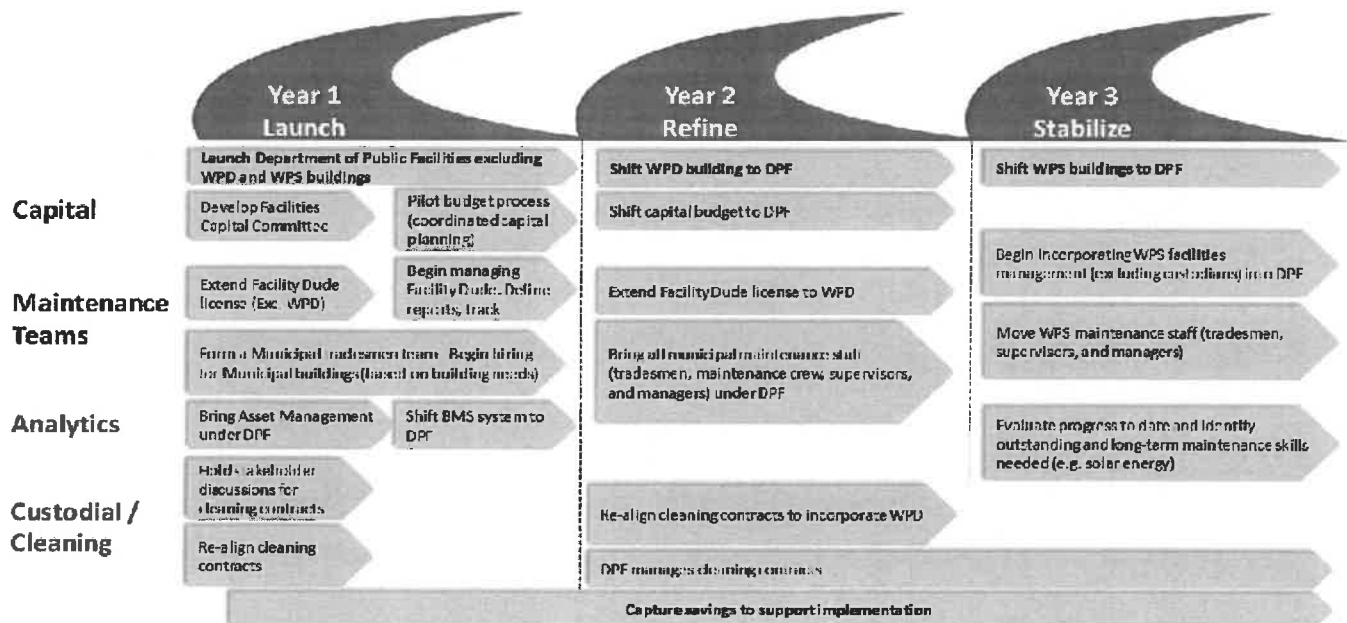 Year 1
Launch
Year 2
Refine
Year 3
Stabilize
Launch Department of Public Facilities excluding
WPD and WPS buildings
Shift WPD building to DPF
Shift WPS buildings to DPF
Capital
Develop Facilities
Capital Committee
Pilot budget process
(coordinated capital
planning)
Shift capital budget to DPF
Begin incorporating WPS facilities
management (excluding custodians) into DPF
Maintenance
Teams
Extend Facility Dude
license (Exc. WPD)
Begin managing
Facility Dude. Define
reports, track
Extend FacilityDude license to WPD
Move WPS maintenance staff (tradesmen,
supervisors, and managers)
Form a Municipal tradesmen team. Begin hiring
for Municipal buildings(based on building needs)
Bring all municipal maintenance staff
(tradesmen, maintenance crew, supervisors,
and managers) under DPF
Analytics
Bring Asset Management
under DPF
Shift BMS system to
DPF
Evaluate progress to date and identify
outstanding and long-term maintenance skills
needed (e.g. solar energy)
Custodial /
Cleaning
Hold stakeholder
discussions for
cleaning contracts
Re-align cleaning contracts to incorporate WPD
Re-align cleaning
contracts
DPF manages cleaning contracts
Capture savings to support implementation